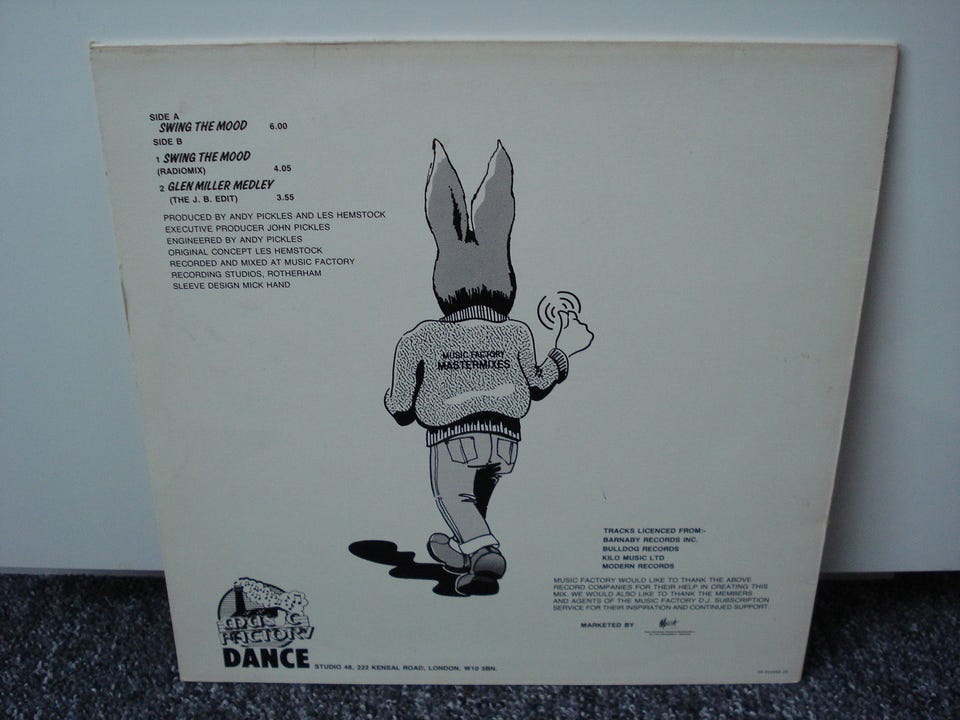 SIDE A
SWING THE MOOD 6.00
SIDE B
1 SWING THE MOOD
(RADIOMIX) 4.05
2 GLEN MILLER MEDLEY
(THE J. B. EDIT) 3.55
PRODUCED BY ANDY PICKLES AND LES HEMSTOCK
EXECUTIVE PRODUCER JOHN PICKLES
ENGINEERED BY ANDY PICKLES
ORIGINAL CONCEPT LES HEMSTOCK
RECORDED AND MIXED AT MUSIC FACTORY
RECORDING STUDIOS, ROTHERHAM
SLEEVE DESIGN MICK HAND
MUSIC FACTORY
MASTERMIXES
TRACKS LICENCED FROM:-
BARNABY RECORDS INC.
BULLDOG RECORDS
KILO MUSIC LTD
MODERN RECORDS
MUSIC FACTORY WOULD LIKE TO THANK THE ABOVE
RECORD COMPANIES FOR THEIR HELP IN CREATING THIS
MIX. WE WOULD ALSO LIKE TO THANK THE MEMBERS
AND AGENTS OF THE MUSIC FACTORY D.J. SUBSCRIPTION
SERVICE FOR THEIR INSPIRATION AND CONTINUED SUPPORT
MARKETED BY
MUSIC
FACTORY
DANCE STUDIO 48, 222 KENSAL ROAD, LONDON. W10 5BN.